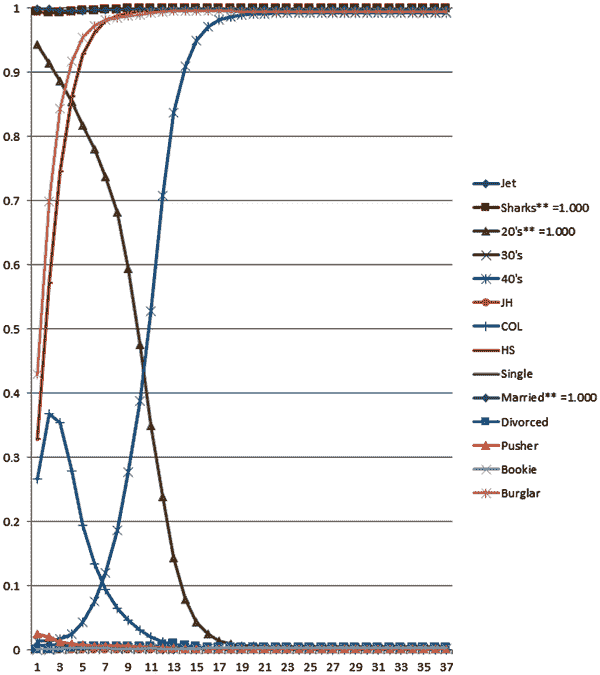 1
0.9
0.8
0.7
0.6
0.5
0.4
0.3
0.2
0.1
0
1 3 5 7 9 11 13 15 17 19 21 23 25 27 29 31 33 35 37
Jet
Sharks** =1.000
20's** =1.000
30's
40's
JH
COL
HS
Single
Married** =1.000
Divorced
Pusher
Bookie
Burglar